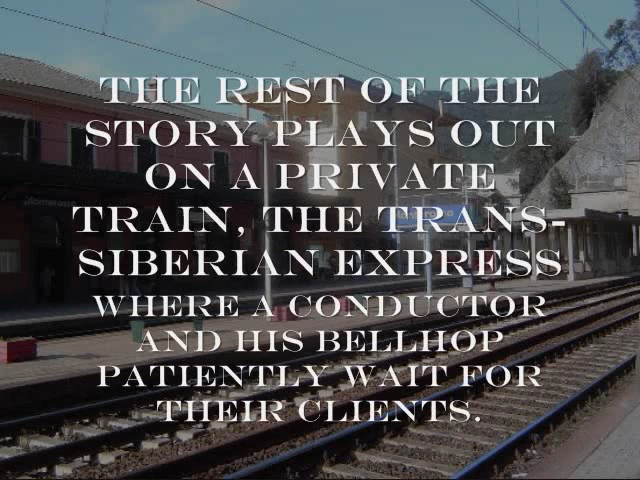 THE REST OF THE
STORY PLAYS OUT
ON A PRIVATE
TRAIN, THE TRANS-
SIBERIAN EXPRESS
WHERE A CONDUCTOR
AND HIS BELLHOP
PATIENTLY WAIT FOR
THEIR CLIENTS.